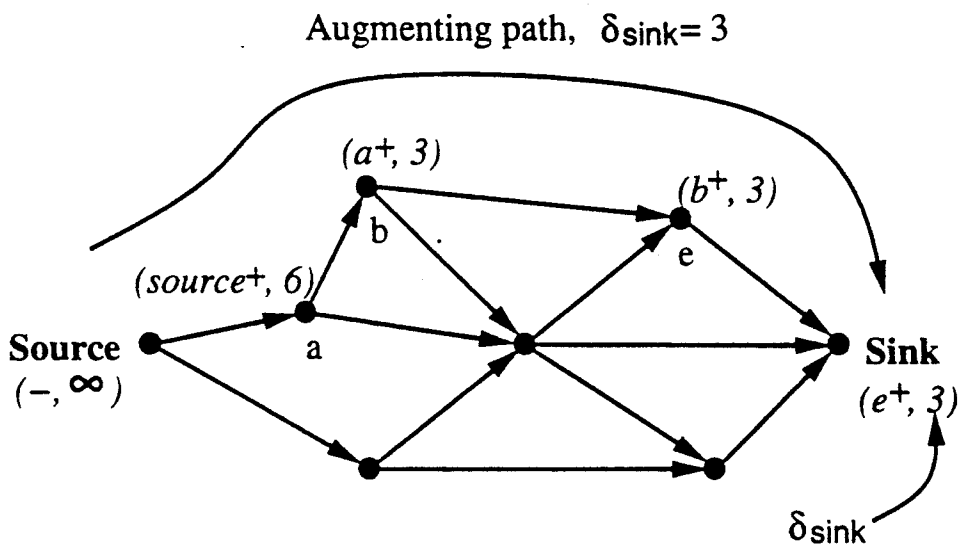 Augmenting path, δsink= 3
(a+, 3)
(b+, 3)
b
e
(source+, 6)
a
Source
(−, ∞)
Sink
(e+, 3)
δsink